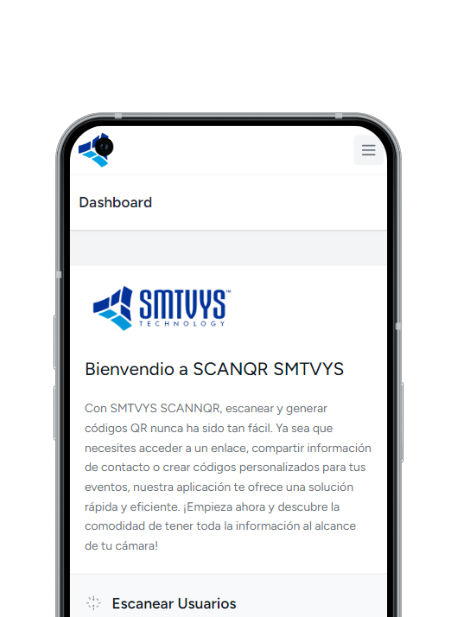 Dashboard
SMTVYS™
TECHNOLOGY
Bienvendio a SCANQR SMTVYS
Con SMTVYS SCANNQR, escanear y generar
códigos QR nunca ha sido tan fácil. Ya sea que
necesites acceder a un enlace, compartir información
de contacto o crear códigos personalizados para tus
eventos, nuestra aplicación te ofrece una solución
rápida y eficiente. ¡Empieza ahora y descubre la
comodidad de tener toda la información al alcance
de tu cámara!
Escanear Usuarios